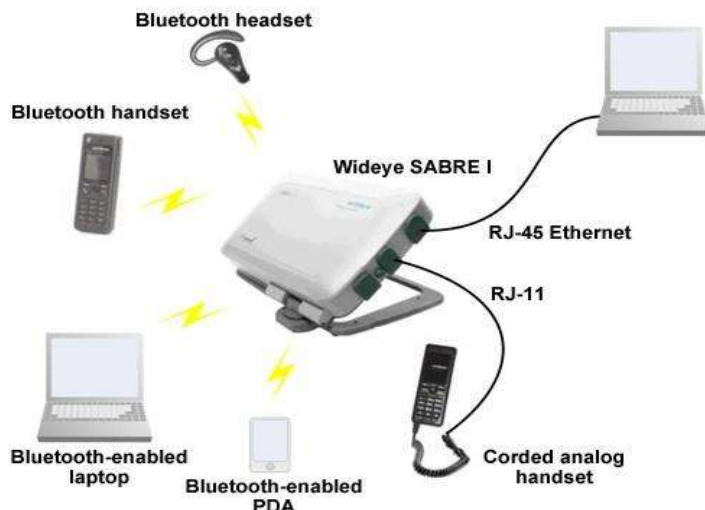 Bluetooth headset
Bluetooth handset
Wideye SABRE I
RJ-45 Ethernet
RJ-11
Bluetooth-enabled
laptop
Bluetooth-enabled
PDA
Corded analog
handset